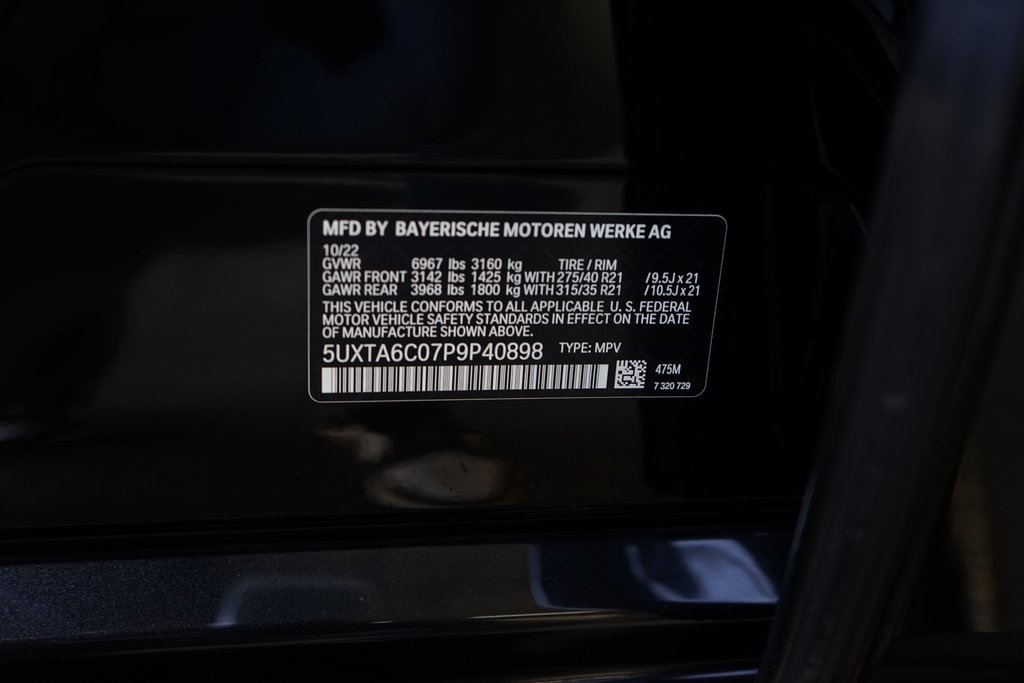 MFD BY BAYERISCHE MOTOREN WERKE AG
10/22
GVWR 6967 lbs 3160 kg TIRE / RIM
GAWR FRONT 3142 lbs 1425 kg WITH 275/40 R21 / 9.5J x 21
GAWR REAR 3968 lbs 1800 kg WITH 315/35 R21 / 10.5J x 21
THIS VEHICLE CONFORMS TO ALL APPLICABLE U. S. FEDERAL
MOTOR VEHICLE SAFETY STANDARDS IN EFFECT ON THE DATE
OF MANUFACTURE SHOWN ABOVE.
5UXTA6C07P9P40898 TYPE: MPV
475M
7 320 729